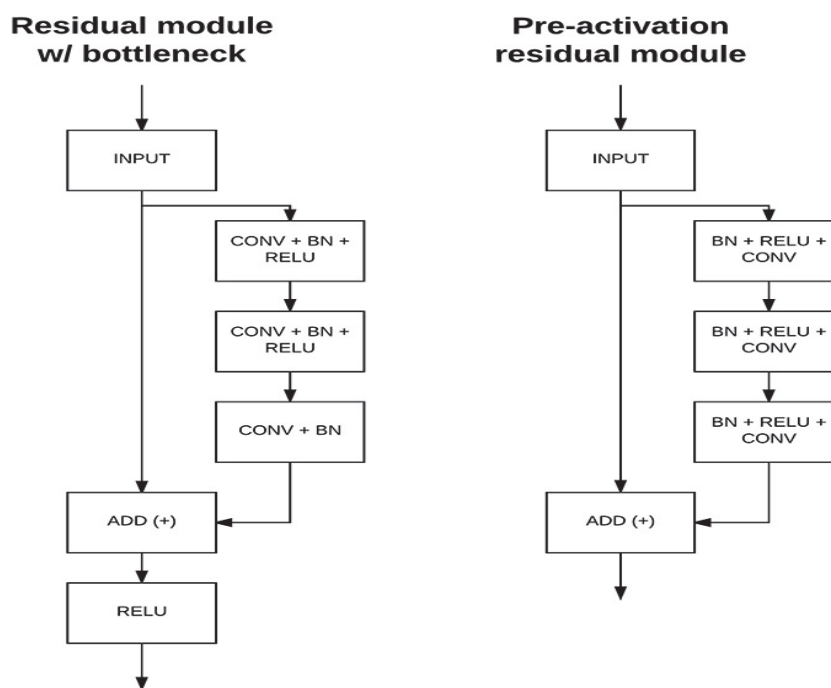 Residual module
w/ bottleneck
INPUT
CONV + BN +
RELU
CONV + BN +
RELU
CONV + BN
ADD (+)
RELU
Pre-activation
residual module
INPUT
BN + RELU +
CONV
BN + RELU +
CONV
BN + RELU +
CONV
ADD (+)